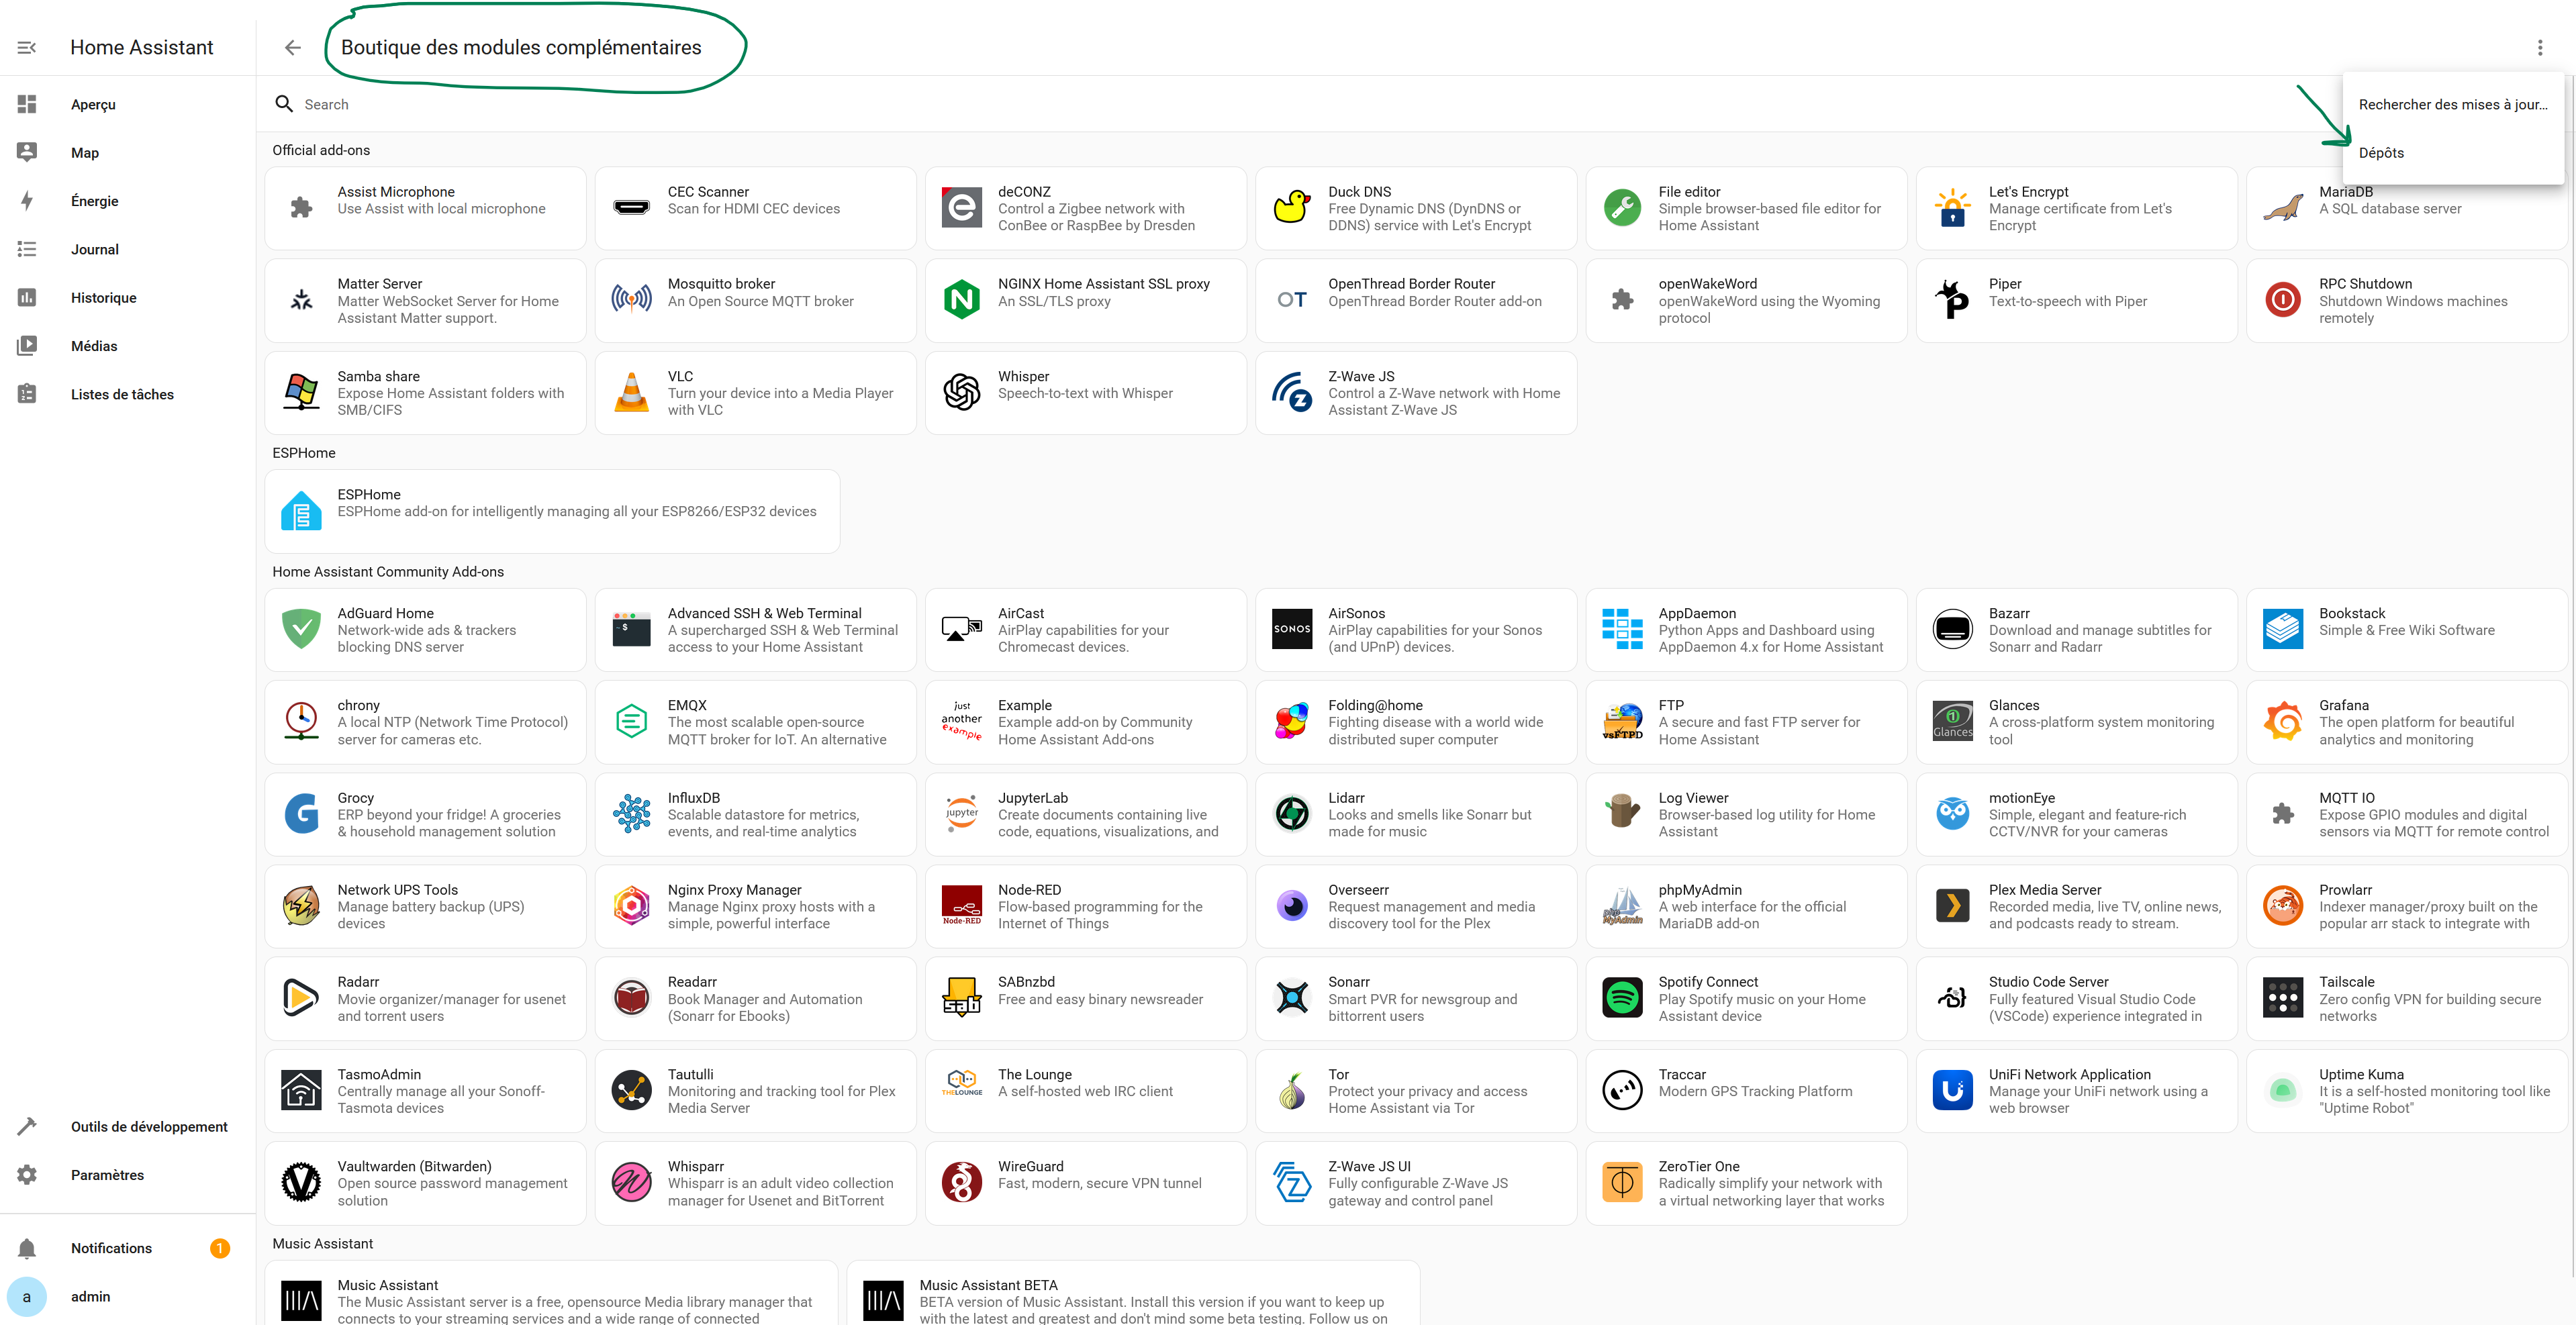 Home Assistant
Boutique des modules complémentaires
Search
Rechercher des mises à jour...
Dépôts
Aperçu
Map
Énergie
Journal
Historique
Médias
Listes de tâches
Outils de développement
Paramètres
Notifications
1
a
admin
Official add-ons
Assist Microphone
Use Assist with local microphone
CEC Scanner
Scan for HDMI CEC devices
deCONZ
Control a Zigbee network with
ConBee or RaspBee by Dresden
Duck DNS
Free Dynamic DNS (DynDNS or
DDNS) service with Let's Encrypt
File editor
Simple browser-based file editor for
Home Assistant
Let's Encrypt
Manage certificate from Let's
Encrypt
MariaDB
A SQL database server
Matter Server
Matter WebSocket Server for Home
Assistant Matter support.
Mosquitto broker
An Open Source MQTT broker
NGINX Home Assistant SSL proxy
An SSL/TLS proxy
OT
OpenThread Border Router
OpenThread Border Router add-on
openWakeWord
openWakeWord using the Wyoming
protocol
Piper
Text-to-speech with Piper
RPC Shutdown
Shutdown Windows machines
remotely
Samba share
Expose Home Assistant folders with
SMB/CIFS
VLC
Turn your device into a Media Player
with VLC
Whisper
Speech-to-text with Whisper
Z-Wave JS
Control a Z-Wave network with Home
Assistant Z-Wave JS
ESPHome
ESPHome
ESPHome add-on for intelligently managing all your ESP8266/ESP32 devices
Home Assistant Community Add-ons
AdGuard Home
Network-wide ads & trackers
blocking DNS server
Advanced SSH & Web Terminal
A supercharged SSH & Web Terminal
access to your Home Assistant
AirCast
AirPlay capabilities for your
Chromecast devices.
SONOS
AirSonos
AirPlay capabilities for your Sonos
(and UPnP) devices.
AppDaemon
Python Apps and Dashboard using
AppDaemon 4.x for Home Assistant
Bazarr
Download and manage subtitles for
Sonarr and Radarr
Bookstack
Simple & Free Wiki Software
chrony
A local NTP (Network Time Protocol)
server for cameras etc.
EMQX
The most scalable open-source
MQTT broker for IoT. An alternative
just
another
example
Example
Example add-on by Community
Home Assistant Add-ons
Folding@home
Fighting disease with a world wide
distributed super computer
vsFTPD
FTP
A secure and fast FTP server for
Home Assistant
Glances
Glances
A cross-platform system monitoring
tool
Grafana
The open platform for beautiful
analytics and monitoring
Grocy
ERP beyond your fridge! A groceries
& household management solution
InfluxDB
Scalable datastore for metrics,
events, and real-time analytics
jupyter
JupyterLab
Create documents containing live
code, equations, visualizations, and
Lidarr
Looks and smells like Sonarr but
made for music
Log Viewer
Browser-based log utility for Home
Assistant
motionEye
Simple, elegant and feature-rich
CCTV/NVR for your cameras
MQTT IO
Expose GPIO modules and digital
sensors via MQTT for remote control
Network UPS Tools
Manage battery backup (UPS)
devices
Nginx Proxy Manager
Manage Nginx proxy hosts with a
simple, powerful interface
Node-RED
Node-RED
Flow-based programming for the
Internet of Things
Overseerr
Request management and media
discovery tool for the Plex
phpMyAdmin
phpMyAdmin
A web interface for the official
MariaDB add-on
Plex Media Server
Recorded media, live TV, online news,
and podcasts ready to stream.
Prowlarr
Indexer manager/proxy built on the
popular arr stack to integrate with
Radarr
Movie organizer/manager for usenet
and torrent users
Readarr
Book Manager and Automation
(Sonarr for Ebooks)
sab
SABnzbd
Free and easy binary newsreader
Sonarr
Smart PVR for newsgroup and
bittorrent users
Spotify Connect
Play Spotify music on your Home
Assistant device
Studio Code Server
Fully featured Visual Studio Code
(VSCode) experience integrated in
Tailscale
Zero config VPN for building secure
networks
TasmoAdmin
Centrally manage all your Sonoff-
Tasmota devices
Tautulli
Monitoring and tracking tool for Plex
Media Server
THELOUNGE
The Lounge
A self-hosted web IRC client
Tor
Protect your privacy and access
Home Assistant via Tor
Traccar
Modern GPS Tracking Platform
UniFi Network Application
Manage your UniFi network using a
web browser
Uptime Kuma
It is a self-hosted monitoring tool like
"Uptime Robot"
Vaultwarden (Bitwarden)
Open source password management
solution
Whisparr
Whisparr is an adult video collection
manager for Usenet and BitTorrent
WireGuard
Fast, modern, secure VPN tunnel
Z-Wave JS UI
Fully configurable Z-Wave JS
gateway and control panel
ZeroTier One
Radically simplify your network with
a virtual networking layer that works
Music Assistant
Music Assistant
The Music Assistant server is a free, opensource Media library manager that
connects to your streaming services and a wide range of connected
Music Assistant BETA
BETA version of Music Assistant. Install this version if you want to keep up
with the latest and greatest and don't mind some beta testing. Follow us on